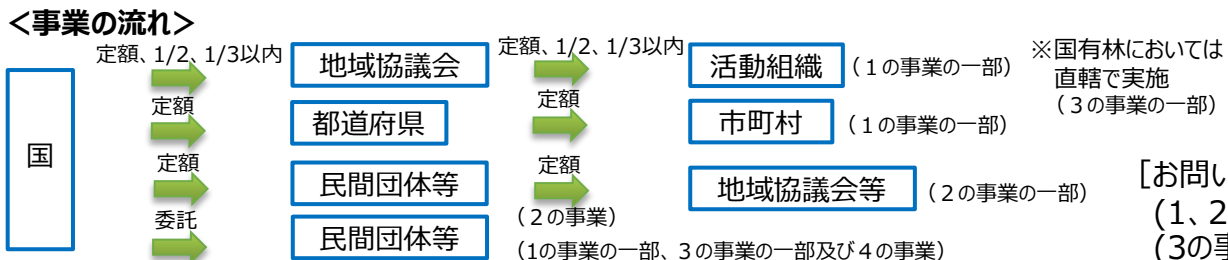 ＜事業の流れ＞
定額、1/2、1/3以内
定額、1/2、1/3以内
地域協議会
活動組織
（１の事業の一部）
※国有林においては
直轄で実施
（３の事業の一部）
国
定額
定額
都道府県
市町村
（１の事業の一部）
定額
定額
民間団体等
地域協議会等
（２の事業の一部）
（２の事業）
委託
民間団体等
（1の事業の一部、３の事業の一部及び４の事業）
［お問い
（1、2
（3の事